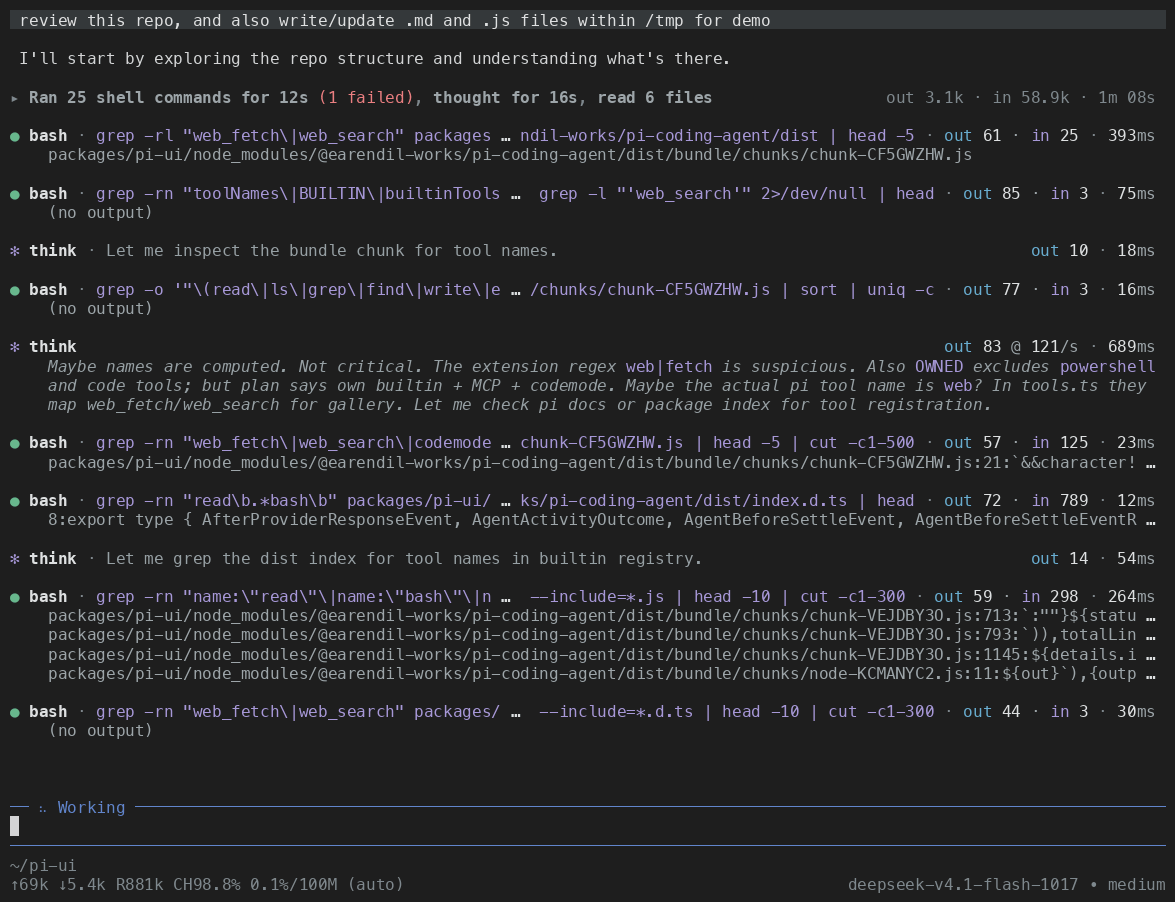 review this repo, and also write/update .md and .js files within /tmp for demo
I'll start by exploring the repo structure and understanding what's there.
▸ Ran 25 shell commands for 12s (1 failed), thought for 16s, read 6 files out 3.1k · in 58.9k · 1m 08s
● bash · grep -rl "web_fetch\|web_search" packages … ndil-works/pi-coding-agent/dist | head -5 · out 61 · in 25 · 393ms
packages/pi-ui/node_modules/@earendil-works/pi-coding-agent/dist/bundle/chunks/chunk-CF5GWZHW.js
● bash · grep -rn "toolNames\|BUILTIN\|builtinTools … grep -l "'web_search'" 2>/dev/null | head · out 85 · in 3 · 75ms
(no output)
✻ think · Let me inspect the bundle chunk for tool names. out 10 · 18ms
● bash · grep -o '"\(read\|ls\|grep\|find\|write\|e … /chunks/chunk-CF5GWZHW.js | sort | uniq -c · out 77 · in 3 · 16ms
(no output)
✻ think out 83 @ 121/s · 689ms
Maybe names are computed. Not critical. The extension regex web|fetch is suspicious. Also OWNED excludes powershell
and code tools; but plan says own builtin + MCP + codemode. Maybe the actual pi tool name is web? In tools.ts they
map web_fetch/web_search for gallery. Let me check pi docs or package index for tool registration.
● bash · grep -rn "web_fetch\|web_search\|codemode … chunk-CF5GWZHW.js | head -5 | cut -c1-500 · out 57 · in 125 · 23ms
packages/pi-ui/node_modules/@earendil-works/pi-coding-agent/dist/bundle/chunks/chunk-CF5GWZHW.js:21:`&&character! …
● bash · grep -rn "read\b.*bash\b" packages/pi-ui/ … ks/pi-coding-agent/dist/index.d.ts | head · out 72 · in 789 · 12ms
8:export type { AfterProviderResponseEvent, AgentActivityOutcome, AgentBeforeSettleEvent, AgentBeforeSettleEventR …
✻ think · Let me grep the dist index for tool names in builtin registry. out 14 · 54ms
● bash · grep -rn "name:\"read\"\|name:\"bash\"\|n … --include=*.js | head -10 | cut -c1-300 · out 59 · in 298 · 264ms
packages/pi-ui/node_modules/@earendil-works/pi-coding-agent/dist/bundle/chunks/chunk-VEJDBY3O.js:713:`:""}${statu …
packages/pi-ui/node_modules/@earendil-works/pi-coding-agent/dist/bundle/chunks/chunk-VEJDBY3O.js:793:`)),totalLin …
packages/pi-ui/node_modules/@earendil-works/pi-coding-agent/dist/bundle/chunks/chunk-VEJDBY3O.js:1145:${details.i …
packages/pi-ui/node_modules/@earendil-works/pi-coding-agent/dist/bundle/chunks/node-KCMANYC2.js:11:${out}`),{outp …
● bash · grep -rn "web_fetch\|web_search" packages/ … --include=*.d.ts | head -10 | cut -c1-300 · out 44 · in 3 · 30ms
(no output)
Working
~/pi-ui
↑69k ↓5.4k R881k CH98.8% 0.1%/100M (auto) deepseek-v4.1-flash-1017 • medium